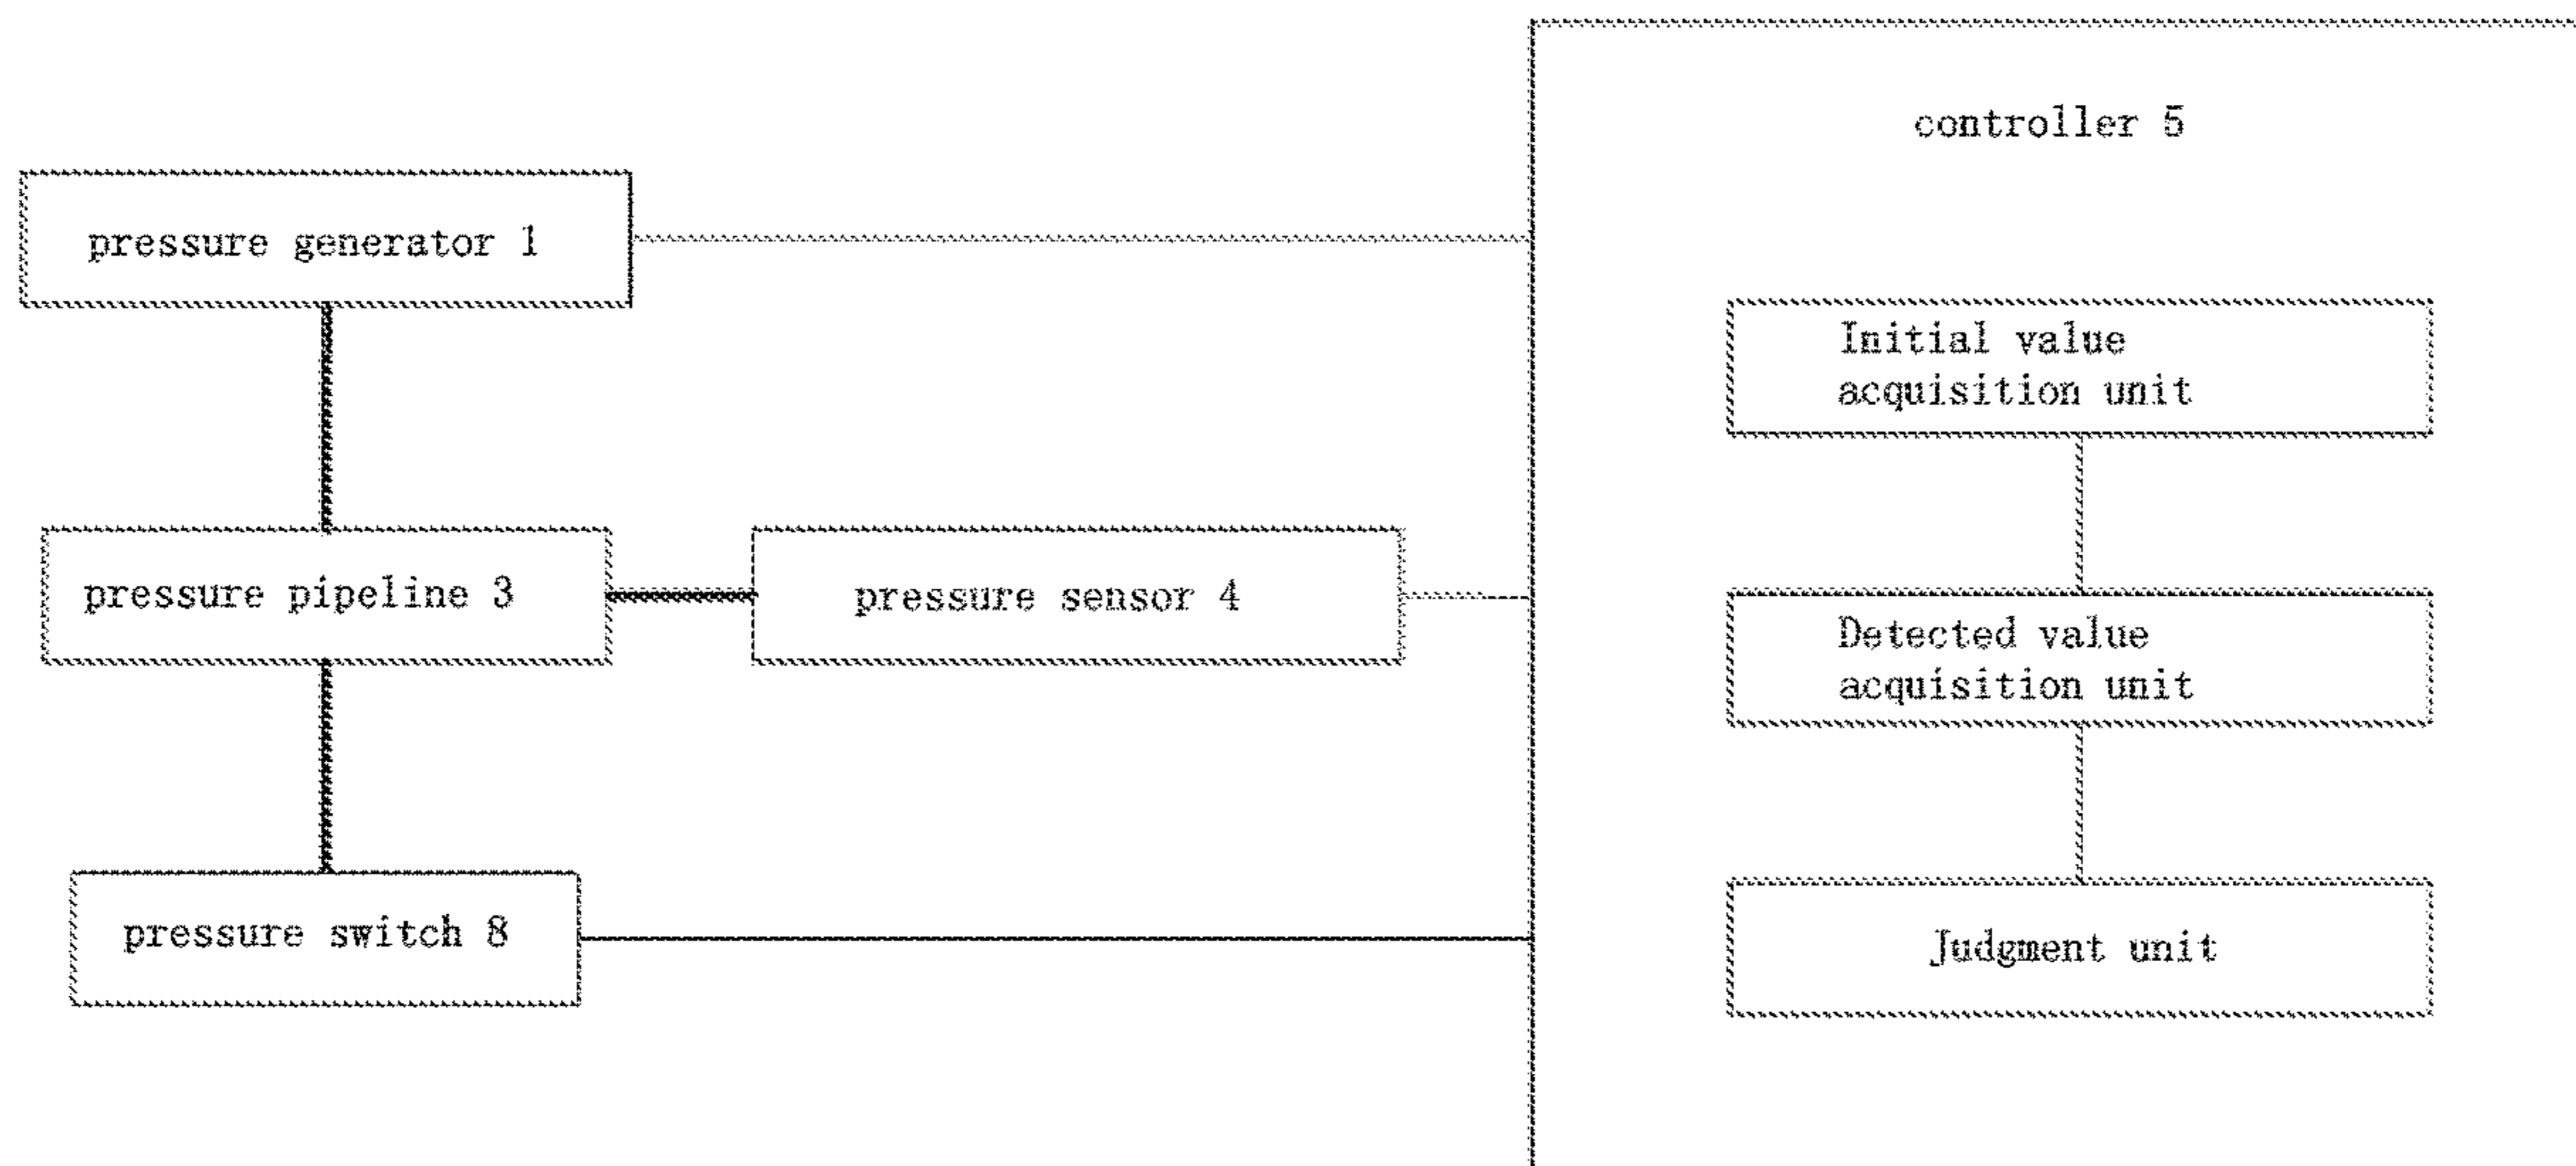 controller 5
pressure generator 1
Initial value
acquisition unit
pressure pipeline 3
pressure sensor 4
Detected value
acquisition unit
pressure switch 8
Judgment unit